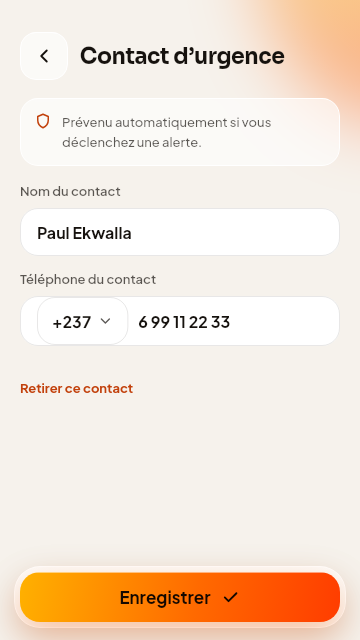 Contact d’urgence
Prévenu automatiquement si vous
déclenchez une alerte.
Nom du contact
Paul Ekwalla
Téléphone du contact
+237 6 99 11 22 33
Retirer ce contact
Enregistrer